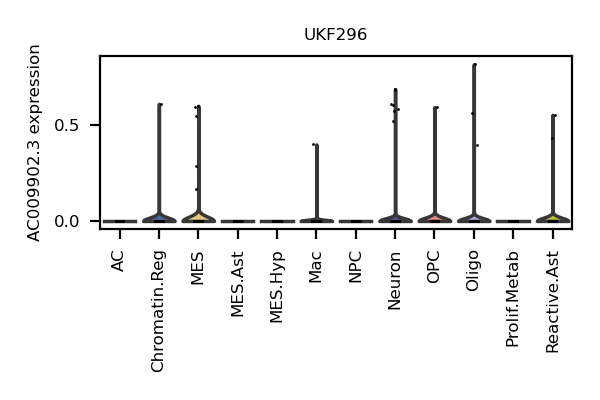 UKF296
AC009902.3 expression
0.5
0.0
AC
Chromatin.Reg
MES
MES.Ast
MES.Hyp
Mac
NPC
Neuron
OPC
Oligo
Prolif.Metab
Reactive.Ast